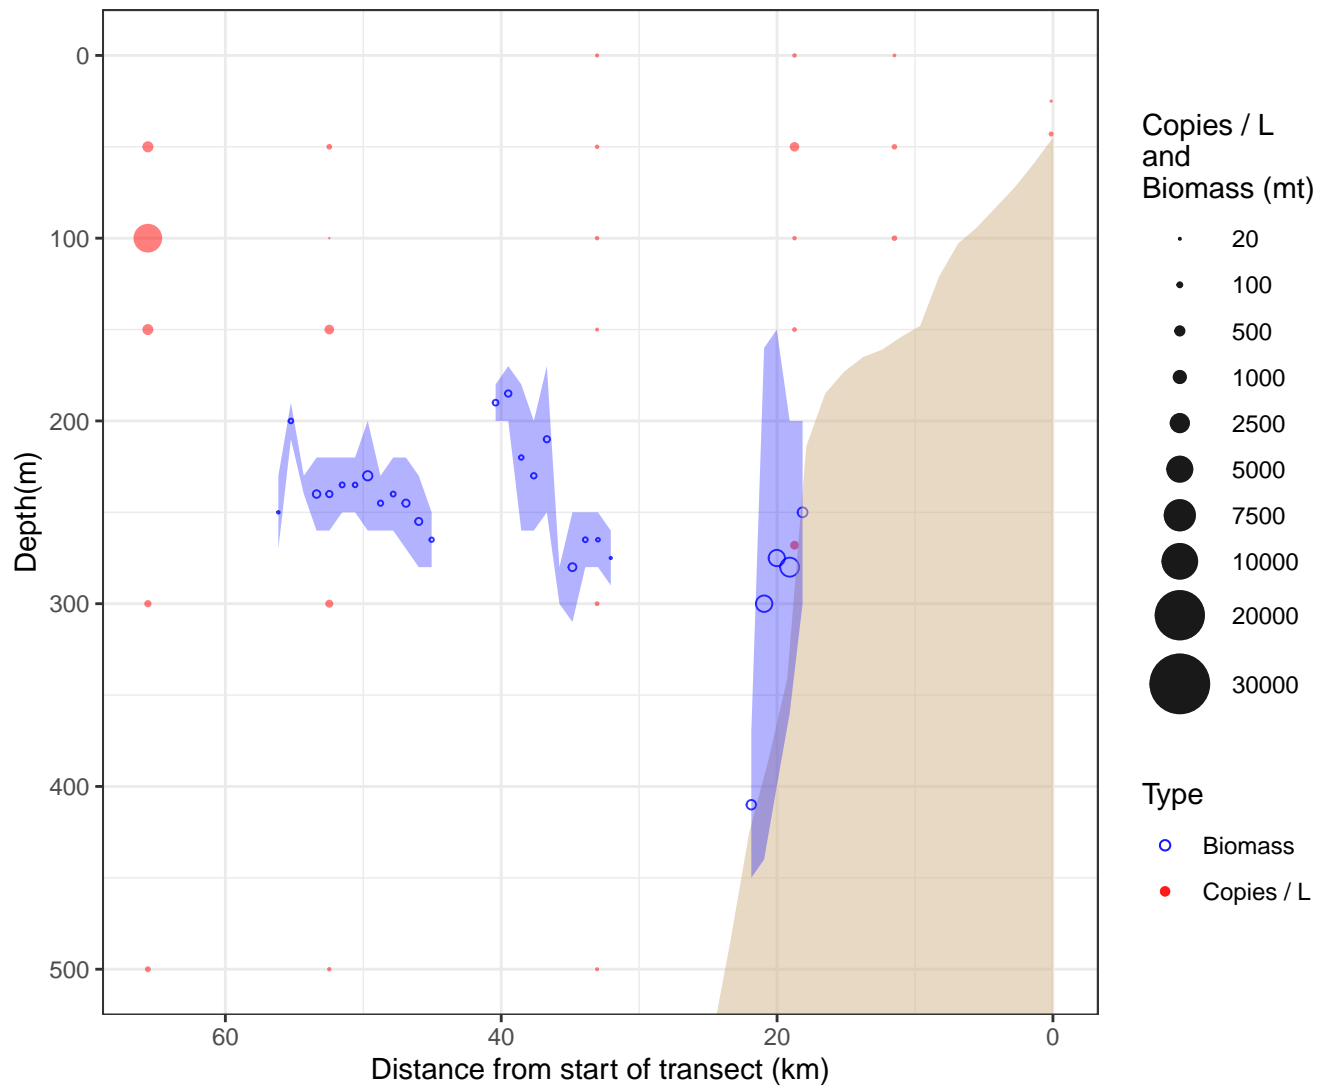 0
100
200
300
400
500
Depth(m)
60
40
20
0
Distance from start of transect (km)
Copies / L
and
Biomass (mt)
20
100
500
1000
2500
5000
7500
10000
20000
30000
Type
Biomass
Copies / L